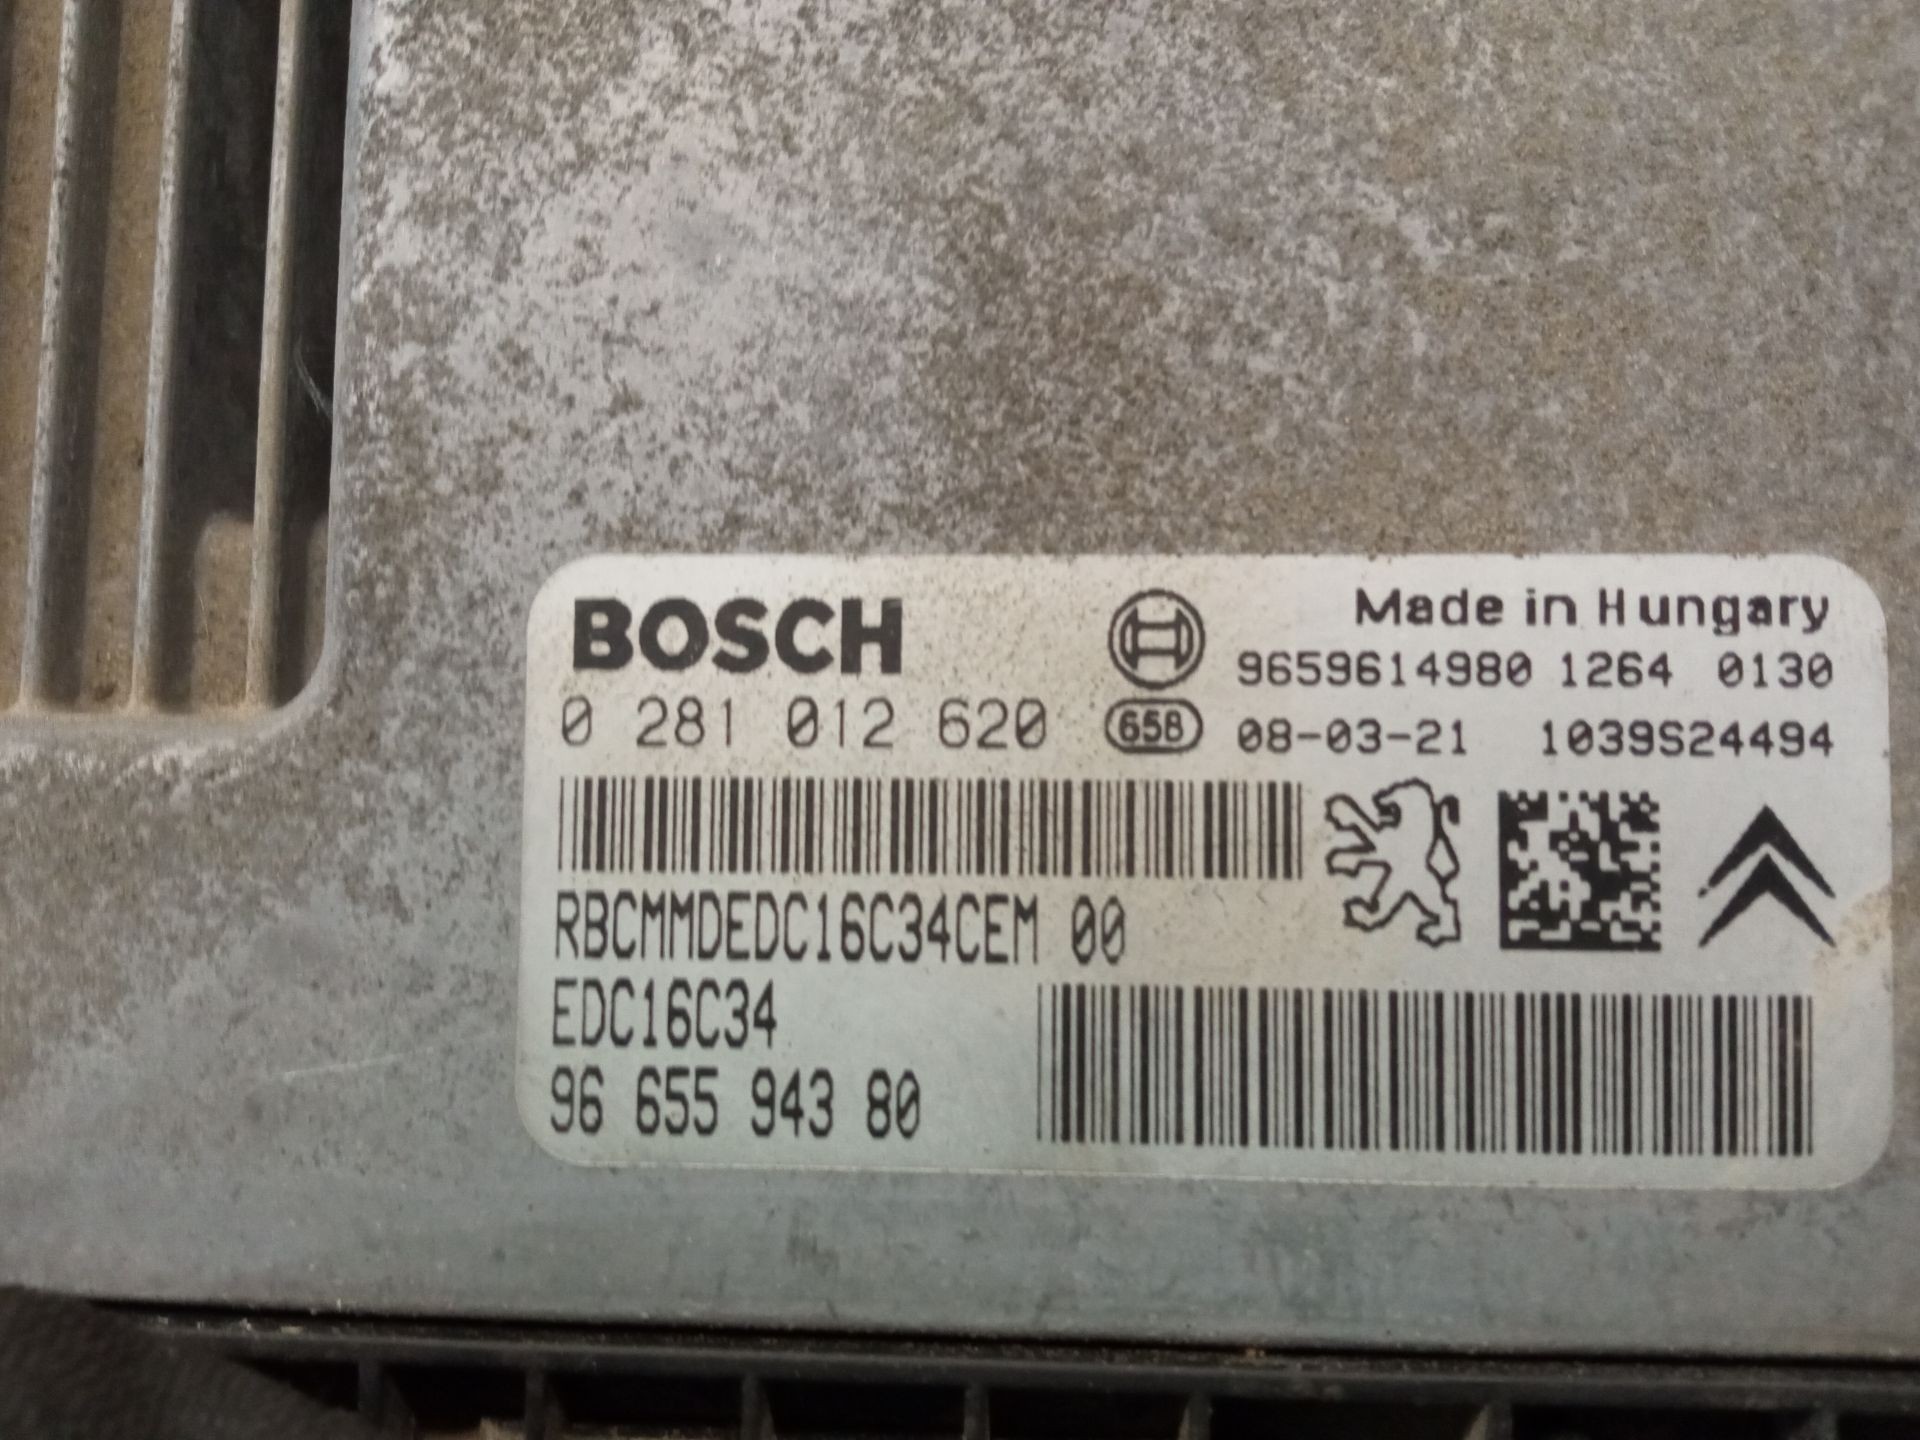 BOSCH
Made in Hungary
9659614980 1264 0130
0 281 012 620
65B 08-03-21 1039S24494
RBCMMDEDC16C34CEM 00
EDC16C34
96 655 943 80